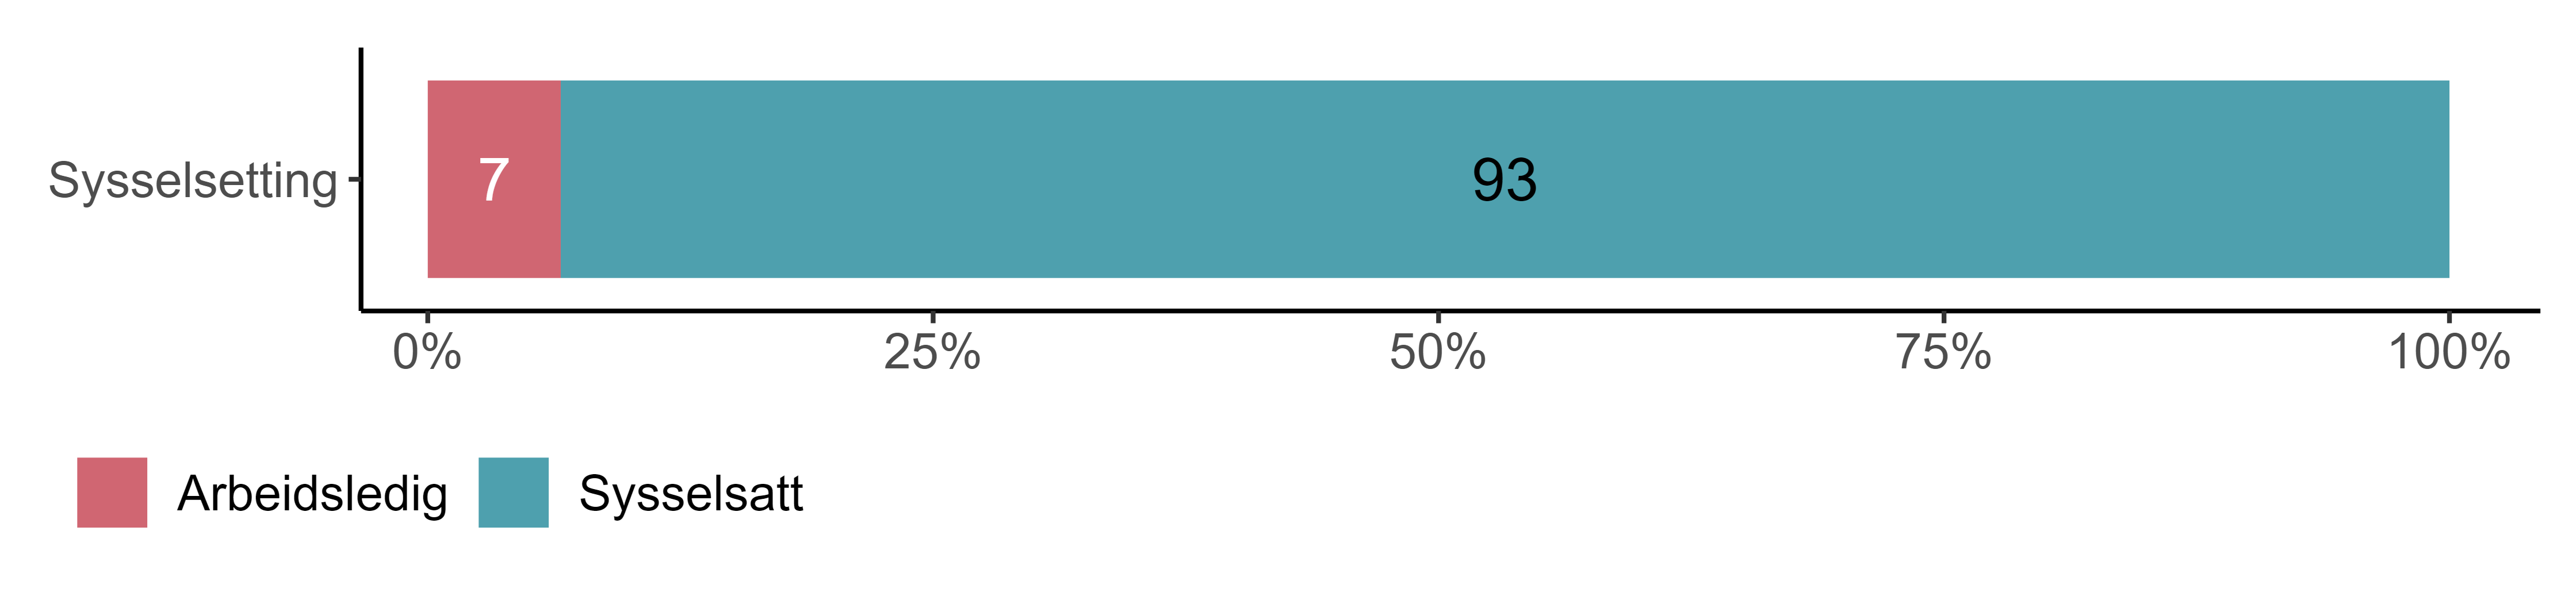 Sysselsetting 7 93
0% 25% 50% 75% 100%
Arbeidsledig Sysselsatt